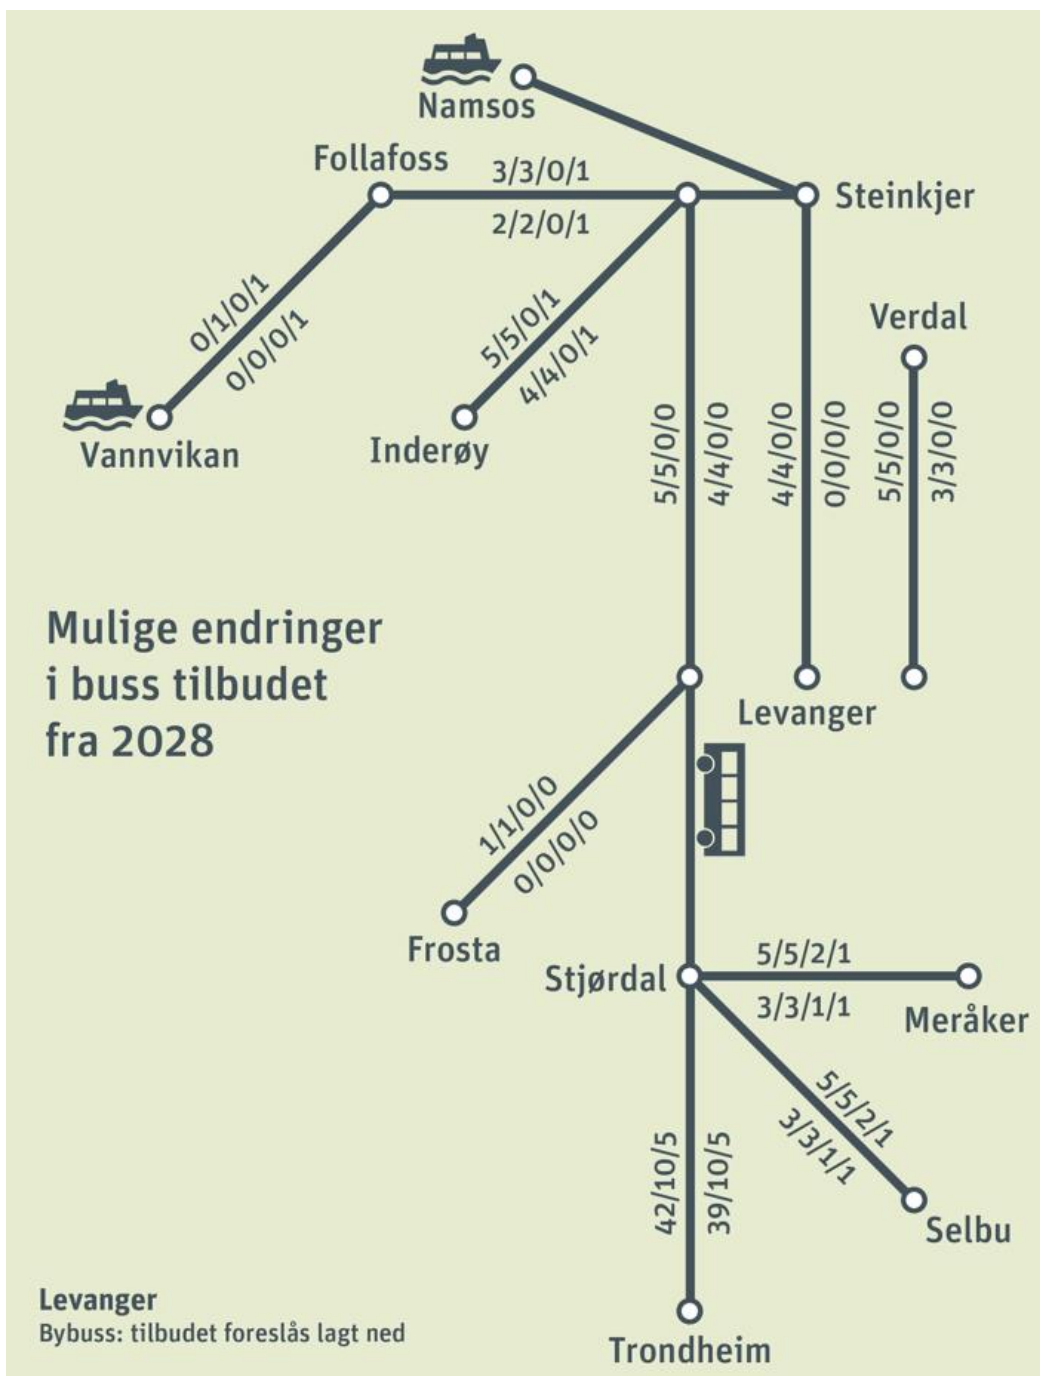 Namsos
Follafoss
3/3/0/1
Steinkjer
2/2/0/1
0/1/0/1
0/0/0/1
5/5/0/1
4/4/0/1
Verdal
Vannvikan
Inderøy
5/5/0/0
4/4/0/0
4/4/0/0
0/0/0/0
5/5/0/0
3/3/0/0
Mulige endringer
i buss tilbudet
fra 2028
Levanger
1/1/0/0
0/0/0/0
Frosta
Stjørdal
5/5/2/1
3/3/1/1
Meråker
5/5/2/1
3/3/1/1
42/10/5
39/10/5
Selbu
Levanger
Bybuss: tilbudet foreslås lagt ned
Trondheim